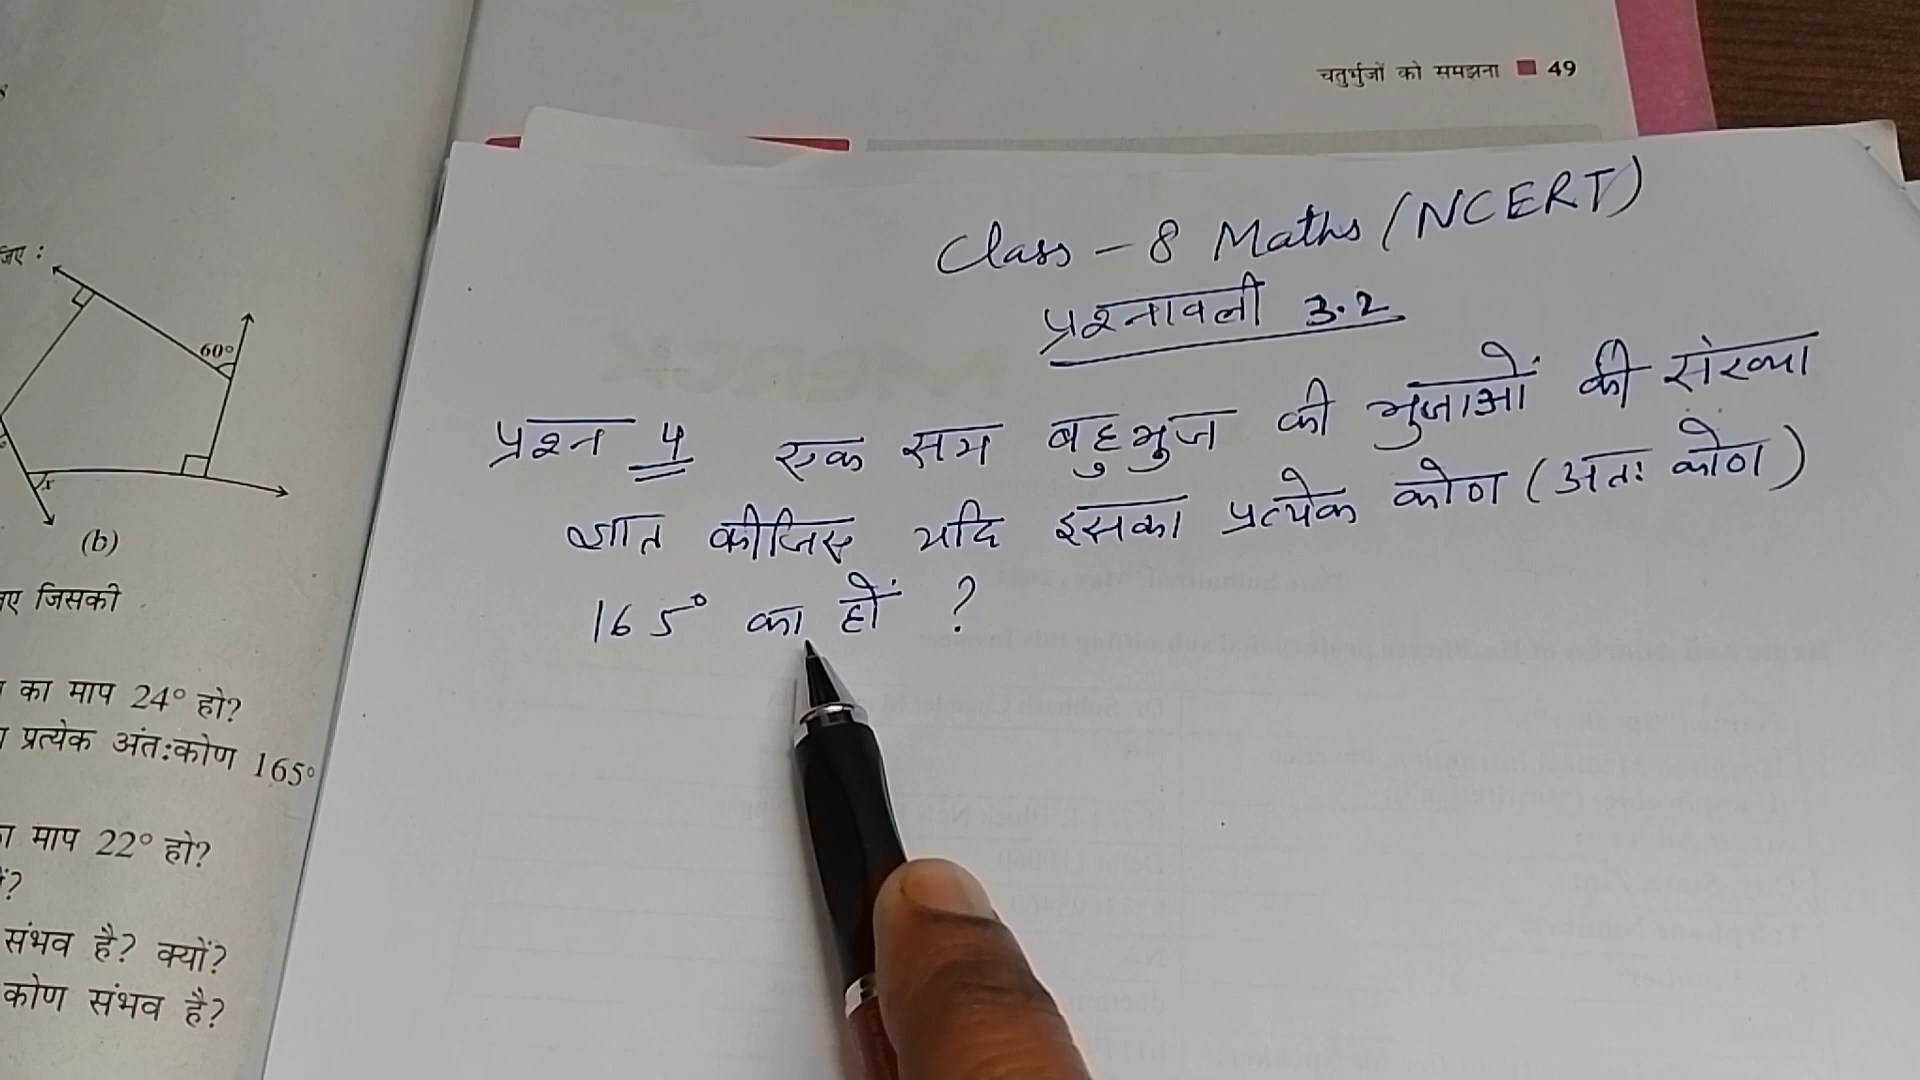 चतुर्भुजों को समझना ■ 49
Class - 8 Maths (NCERT)
प्रश्नावली 3.2
प्रश्न 4 एक सम बहुभुज की भुजाओं की संख्या
ज्ञात कीजिए यदि इसका प्रत्येक कोण (अंतः कोण)
165° का हो ?
60°
x
(b)
जिसकी
का माप 24° हो?
प्रत्येक अंत:कोण 165°
माप 22° हो?
संभव है? क्यों?
कोण संभव है?